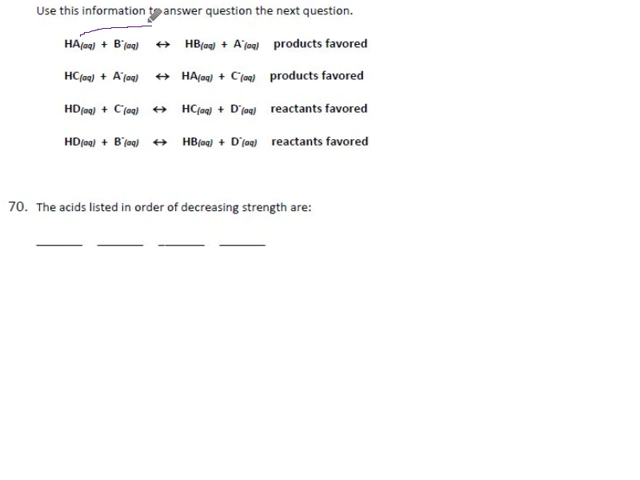 Use this information to answer question the next question.
HA(aq) + B⁻(aq) ↔ HB(aq) + A⁻(aq) products favored
HC(aq) + A⁻(aq) ↔ HA(aq) + C⁻(aq) products favored
HD(aq) + C⁻(aq) ↔ HC(aq) + D⁻(aq) reactants favored
HD(aq) + B⁻(aq) ↔ HB(aq) + D⁻(aq) reactants favored
70. The acids listed in order of decreasing strength are: